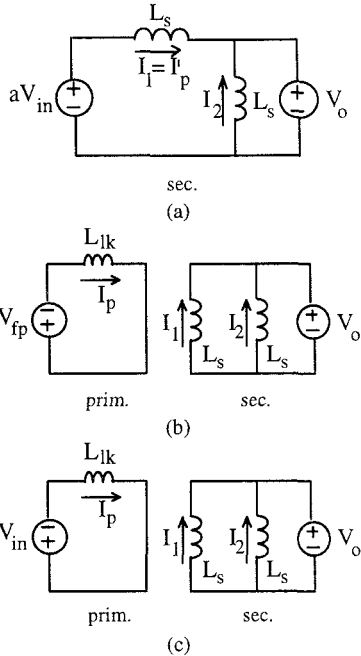 L_s
I_i=I'_p
aV_in
I_2
L_s
V_o
sec.
(a)
L_lk
I_p
V_fp
I_1
L_s
I_2
L_s
V_o
prim.
sec.
(b)
L_lk
I_p
V_in
I_1
L_s
I_2
L_s
V_o
prim.
sec.
(c)